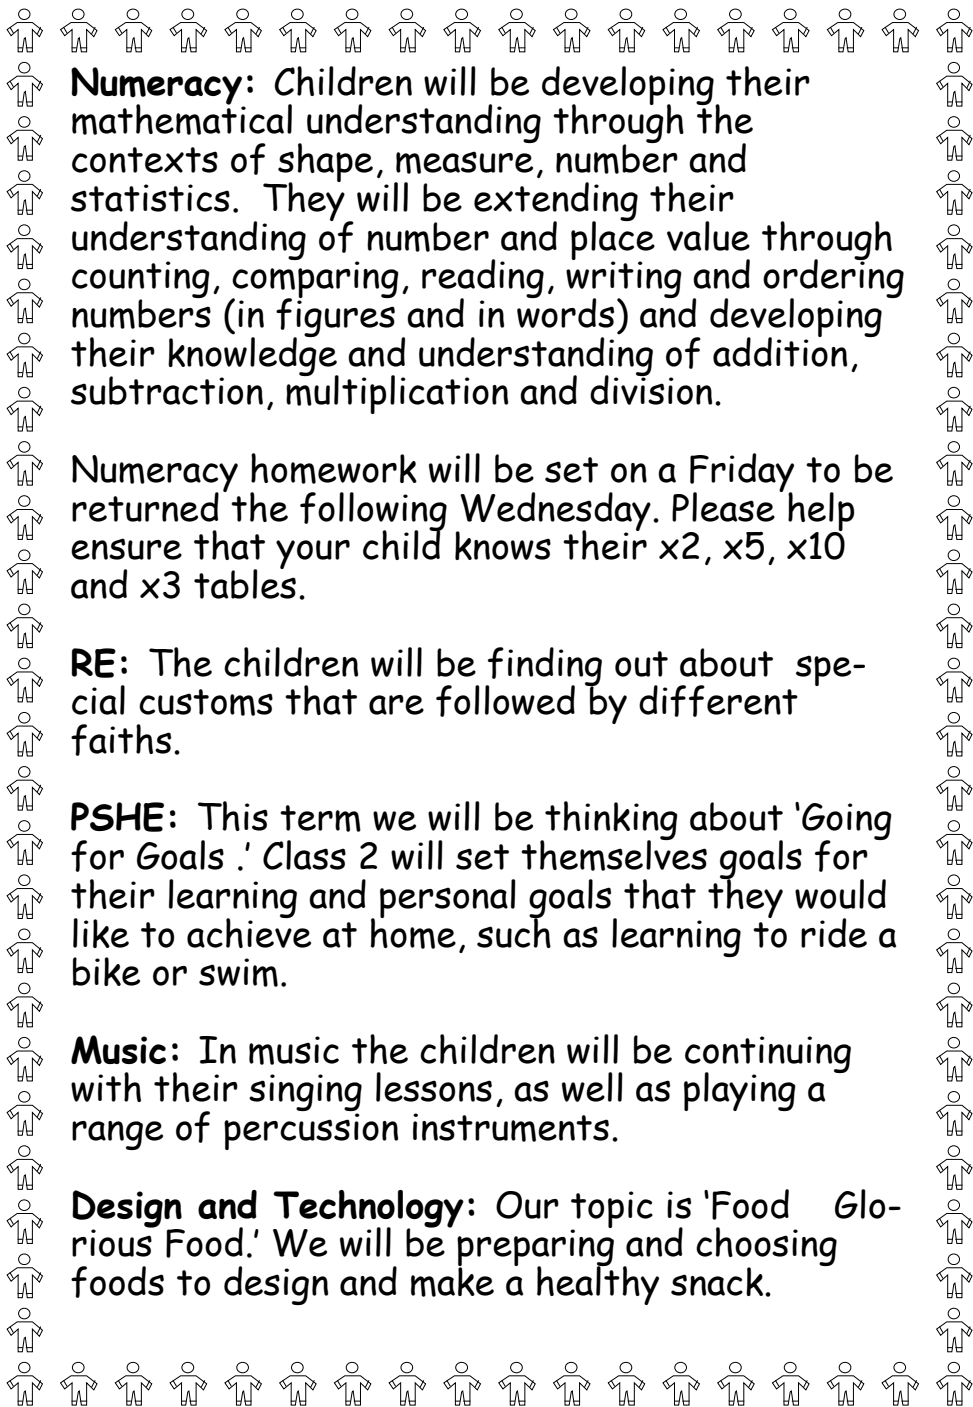 Numeracy: Children will be developing their
mathematical understanding through the
contexts of shape, measure, number and
statistics. They will be extending their
understanding of number and place value through
counting, comparing, reading, writing and ordering
numbers (in figures and in words) and developing
their knowledge and understanding of addition,
subtraction, multiplication and division.
Numeracy homework will be set on a Friday to be
returned the following Wednesday. Please help
ensure that your child knows their x2, x5, x10
and x3 tables.
RE: The children will be finding out about spe-
cial customs that are followed by different
faiths.
PSHE: This term we will be thinking about ‘Going
for Goals .’ Class 2 will set themselves goals for
their learning and personal goals that they would
like to achieve at home, such as learning to ride a
bike or swim.
Music: In music the children will be continuing
with their singing lessons, as well as playing a
range of percussion instruments.
Design and Technology: Our topic is ‘Food Glo-
rious Food.’ We will be preparing and choosing
foods to design and make a healthy snack.